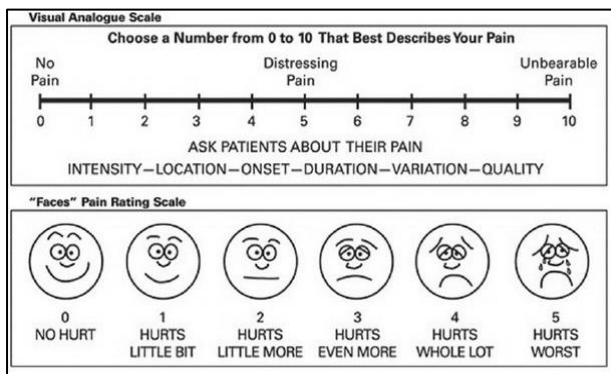 Visual Analogue Scale
Choose a Number from 0 to 10 That Best Describes Your Pain
No Pain
Distressing Pain
Unbearable Pain
0 1 2 3 4 5 6 7 8 9 10
ASK PATIENTS ABOUT THEIR PAIN
INTENSITY—LOCATION—ONSET—DURATION—VARIATION—QUALITY
"Faces" Pain Rating Scale
0
NO HURT
1
HURTS
LITTLE BIT
2
HURTS
LITTLE MORE
3
HURTS
EVEN MORE
4
HURTS
WHOLE LOT
5
HURTS
WORST